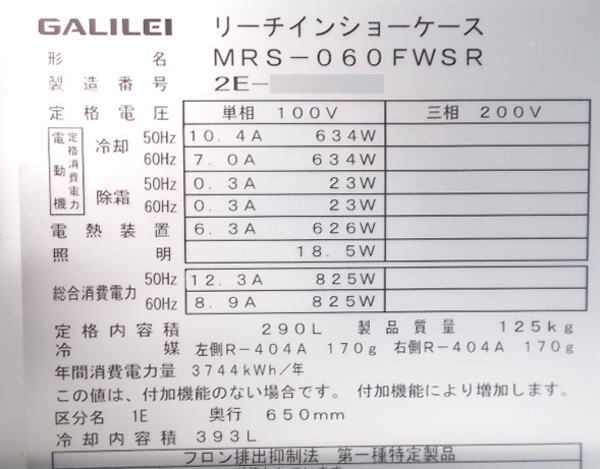 GALILEI リーチインショーケース
形 名 MRS-060FWSR
製造番号 2E-
定格電圧 単相 100V 三相 200V
電動機 定格消費電力 冷却 50Hz 10.4A 634W
60Hz 7.0A 634W
除霜 50Hz 0.3A 23W
60Hz 0.3A 23W
電熱装置 6.3A 626W
照 明 18.5W
総合消費電力 50Hz 12.3A 825W
60Hz 8.9A 825W
定格内容積 290L 製品質量 125kg
冷 媒 左側R-404A 170g 右側R-404A 170g
年間消費電力量 3744kWh/年
この値は、付加機能のない場合です。付加機能により増加します。
区分名 1E 奥行 650mm
冷却内容積 393L
フロン排出抑制法 第一種特定製品